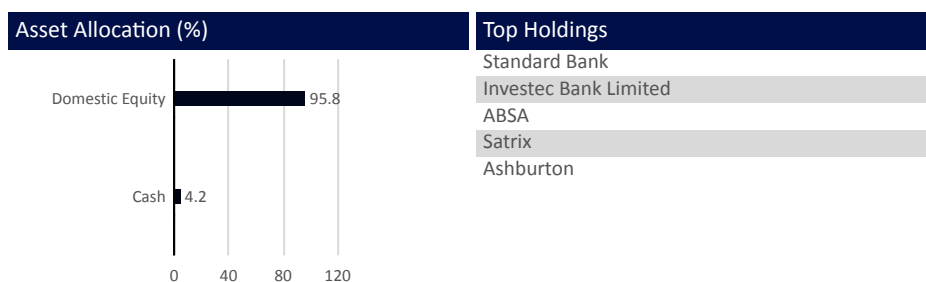 Asset Allocation (%)
Domestic Equity 95.8
Cash 4.2
0 40 80 120
Top Holdings
Standard Bank
Investec Bank Limited
ABSA
Satrix
Ashburton